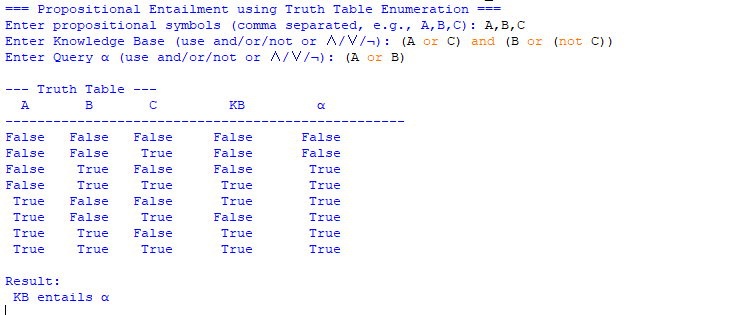 === Propositional Entailment using Truth Table Enumeration ===
Enter propositional symbols (comma separated, e.g., A,B,C): A,B,C
Enter Knowledge Base (use and/or/not or ∧/∨/¬): (A or C) and (B or (not C))
Enter Query α (use and/or/not or ∧/∨/¬): (A or B)
--- Truth Table ---
A B C KB α
--------------------------------------------------
False False False False False
False False True False False
False True False False True
False True True True True
True False False True True
True False True False True
True True False True True
True True True True True
Result:
KB entails α